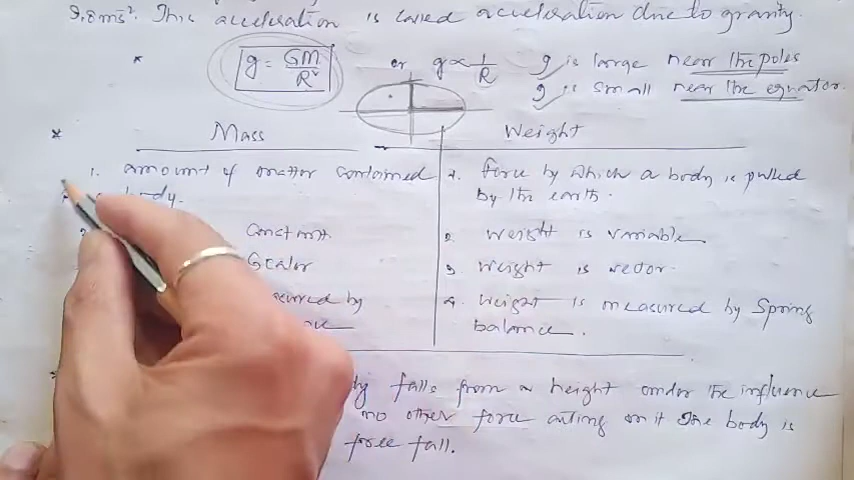 9.8 ms². This acceleration is called acceleration due to gravity.
* g = GM/R² or g ∝ 1/R g is large near the poles
g is small near the equator.
* Mass Weight
1. amount of matter contained 1. force by which a body is pulled
body. by the earth.
Constant. 2. Weight is variable.
Scalar 3. Weight is vector.
by 4. Weight is measured by Spring
balance.
falls from a height under the influence
no other force acting on it the body is
free fall.